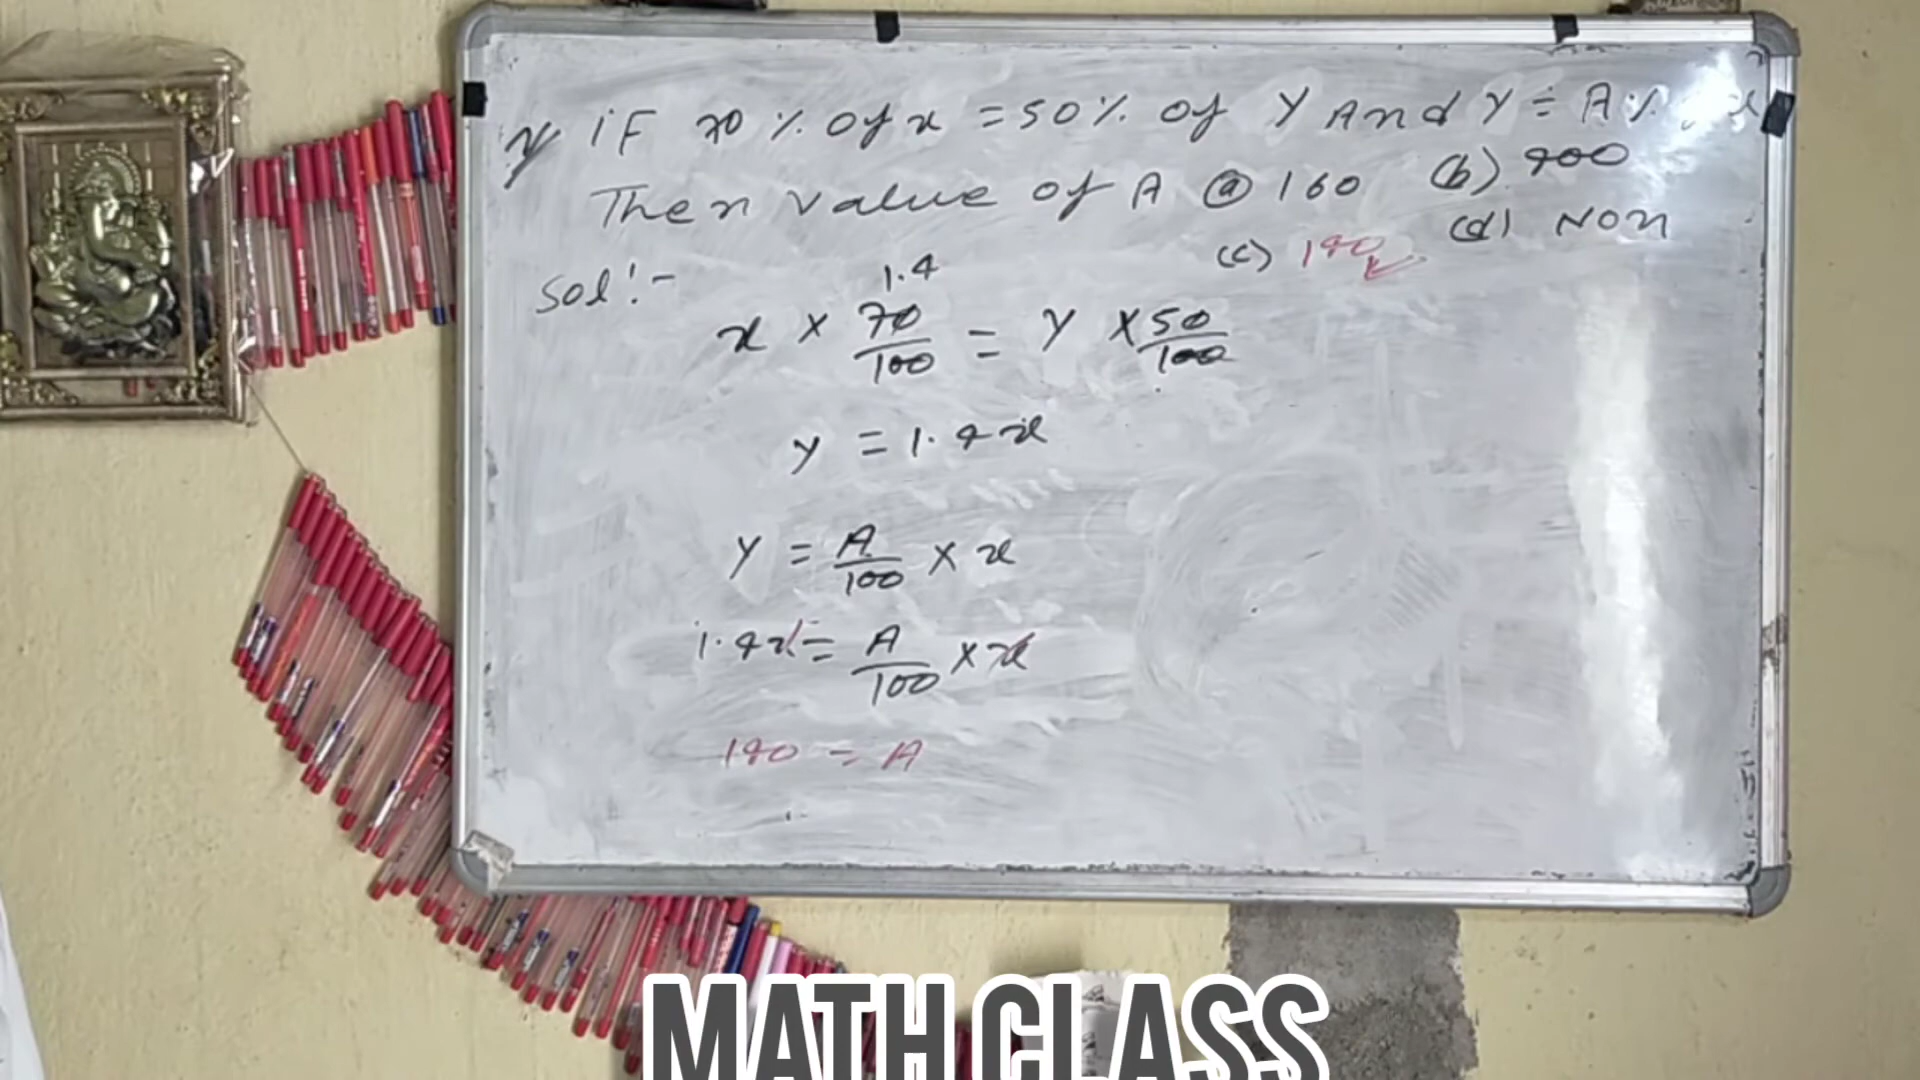 IF 70% of x = 50% of Y And Y = A%
Then value of A (a) 160 (b) 400
(c) 140 (d) Non
Sol:-
1.4
x × 70/100 = Y × 50/100
y = 1.4x
Y = A/100 × x
1.4x = A/100 × x
140 = A
MATH CLASS